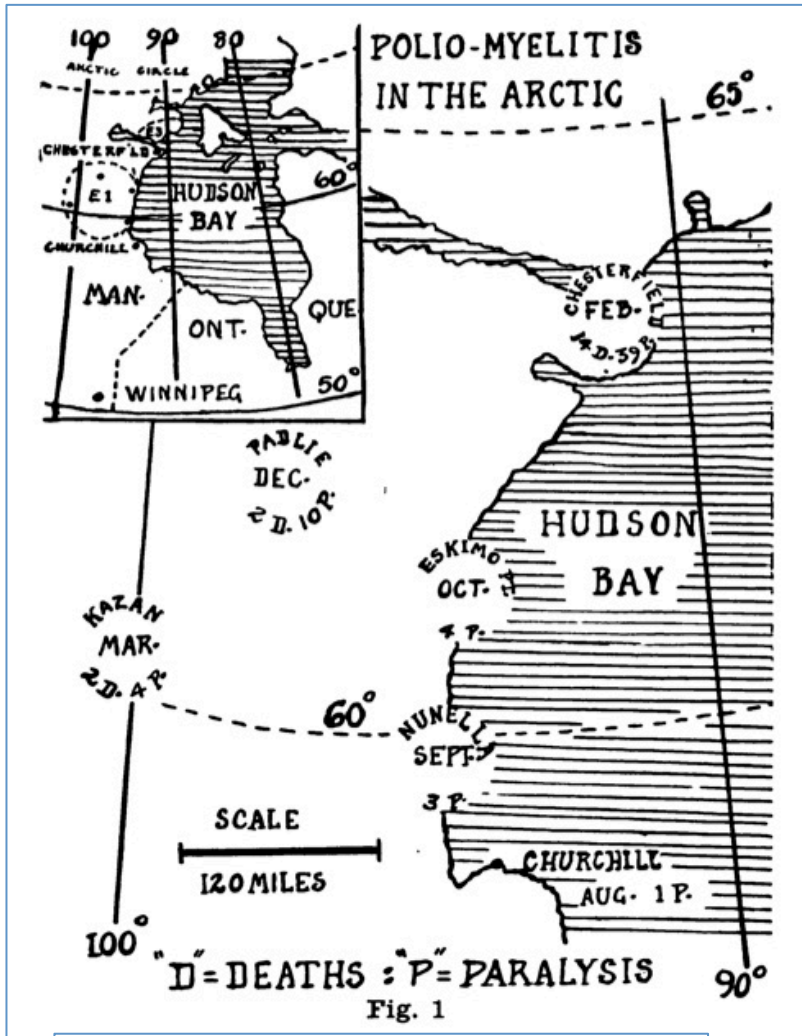 POLIO-MYELITIS
IN THE ARCTIC
100 90 80
ARCTIC CIRCLE
E3
CHESTERFLD
E1
HUDSON
BAY
60°
CHURCHILL
MAN.
ONT.
QUE
WINNIPEG
50°
65°
CHESTERFIELD
FEB.
14 D. 39 P.
PADLIE
DEC.
2 D. 10 P.
HUDSON
BAY
ESKIMO
OCT.
4 P.
KAZAN
MAR.
2 D. 4 P.
60°
NUNELL
SEPT.
3 P.
SCALE
120 MILES
CHURCHILL
AUG. 1 P.
100°
90°
"D"=DEATHS : "P"= PARALYSIS
Fig. 1